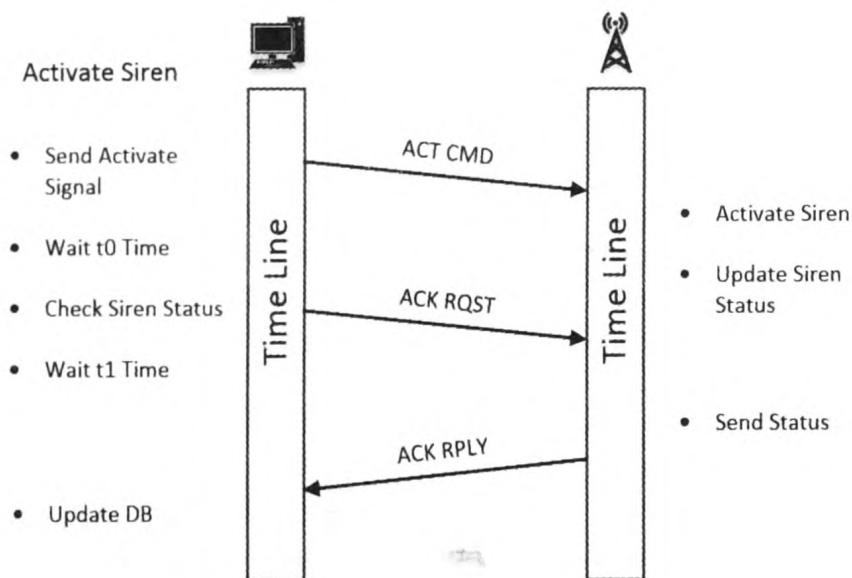 Activate Siren
• Send Activate
Signal
• Wait t0 Time
• Check Siren Status
• Wait t1 Time
• Update DB
Time Line
ACT CMD
ACK RQST
ACK RPLY
Time Line
• Activate Siren
• Update Siren
Status
• Send Status